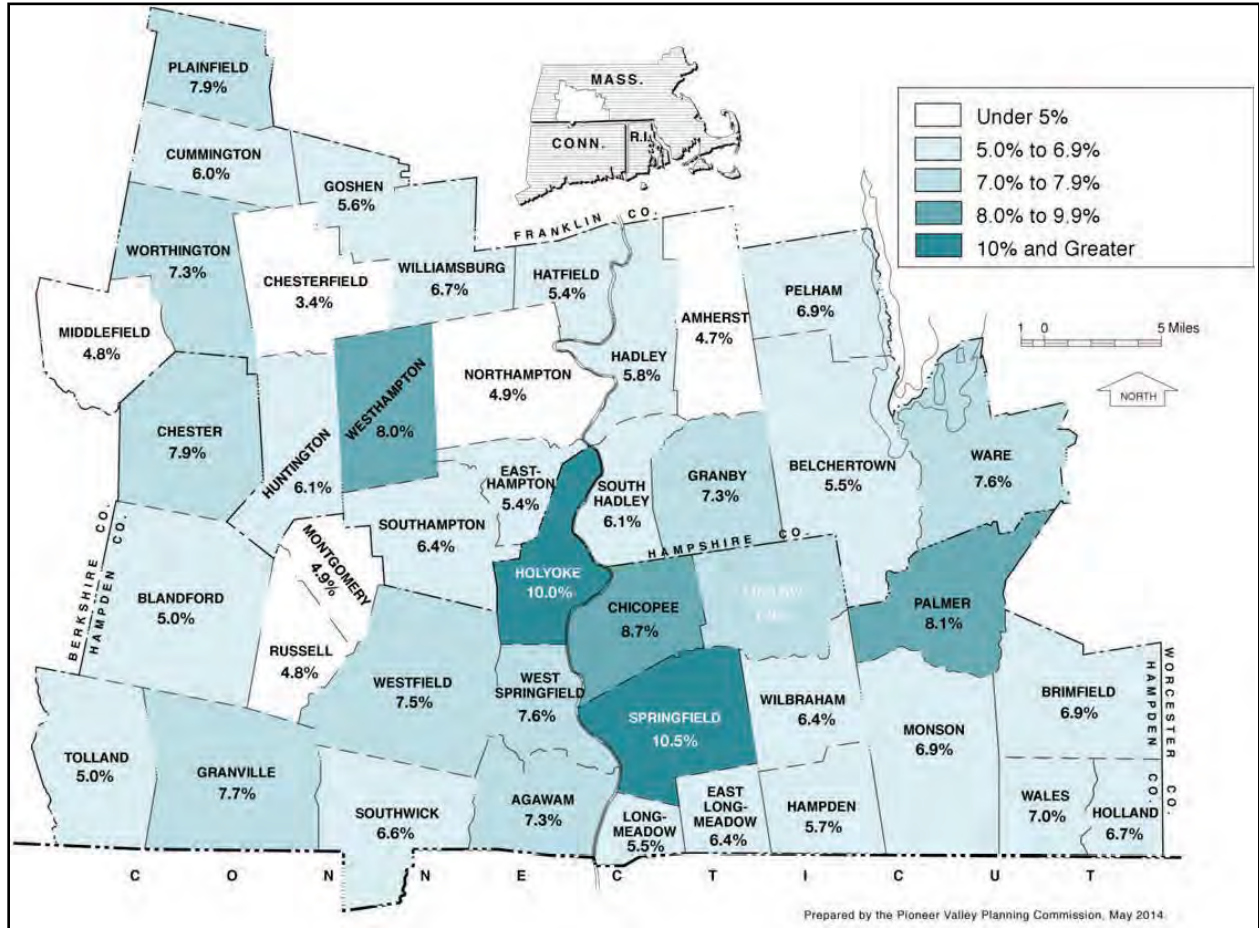 PLAINFIELD
7.9%
CUMMINGTON
6.0%
GOSHEN
5.6%
WORTHINGTON
7.3%
CHESTERFIELD
3.4%
WILLIAMSBURG
6.7%
MIDDLEFIELD
4.8%
MASS.
CONN.
R.I.
Under 5%
5.0% to 6.9%
7.0% to 7.9%
8.0% to 9.9%
10% and Greater
FRANKLIN CO.
HATFIELD
5.4%
AMHERST
4.7%
PELHAM
6.9%
1 0 5 Miles
NORTH
HADLEY
5.8%
NORTHAMPTON
4.9%
WESTHAMPTON
8.0%
CHESTER
7.9%
HUNTINGTON
6.1%
EAST-
HAMPTON
5.4%
SOUTH
HADLEY
6.1%
GRANBY
7.3%
BELCHERTOWN
5.5%
WARE
7.6%
SOUTHAMPTON
6.4%
MONTGOMERY
4.9%
HAMPSHIRE CO.
BERKSHIRE CO.
HAMPDEN CO.
BLANDFORD
5.0%
HOLYOKE
10.0%
CHICOPEE
8.7%
PALMER
8.1%
RUSSELL
4.8%
WESTFIELD
7.5%
WEST
SPRINGFIELD
7.6%
SPRINGFIELD
10.5%
WILBRAHAM
6.4%
MONSON
6.9%
BRIMFIELD
6.9%
WORCESTER CO.
HAMPDEN CO.
TOLLAND
5.0%
GRANVILLE
7.7%
SOUTHWICK
6.6%
AGAWAM
7.3%
LONG-
MEADOW
5.5%
EAST
LONG-
MEADOW
6.4%
HAMPDEN
5.7%
WALES
7.0%
HOLLAND
6.7%
CONNECTICUT
Prepared by the Pioneer Valley Planning Commission, May 2014